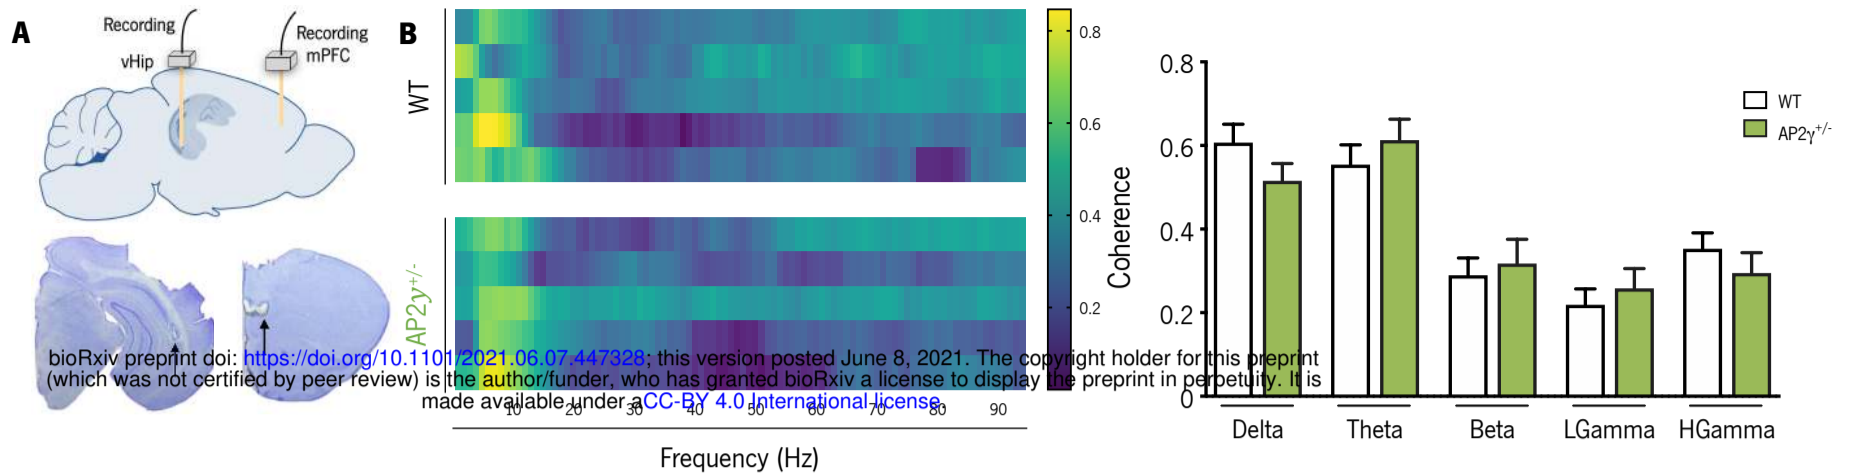 A
Recording
vHip
Recording
mPFC
B
WT
AP2γ+/-
0.8
0.6
0.4
0.2
10 20 30 40 50 60 70 80 90
Frequency (Hz)
Coherence
0.8
0.6
0.4
0.2
0
WT
AP2γ+/-
Delta Theta Beta LGamma HGamma
bioRxiv preprint doi: https://doi.org/10.1101/2021.06.07.447328; this version posted June 8, 2021. The copyright holder for this preprint
(which was not certified by peer review) is the author/funder, who has granted bioRxiv a license to display the preprint in perpetuity. It is
made available under aCC-BY 4.0 International license.